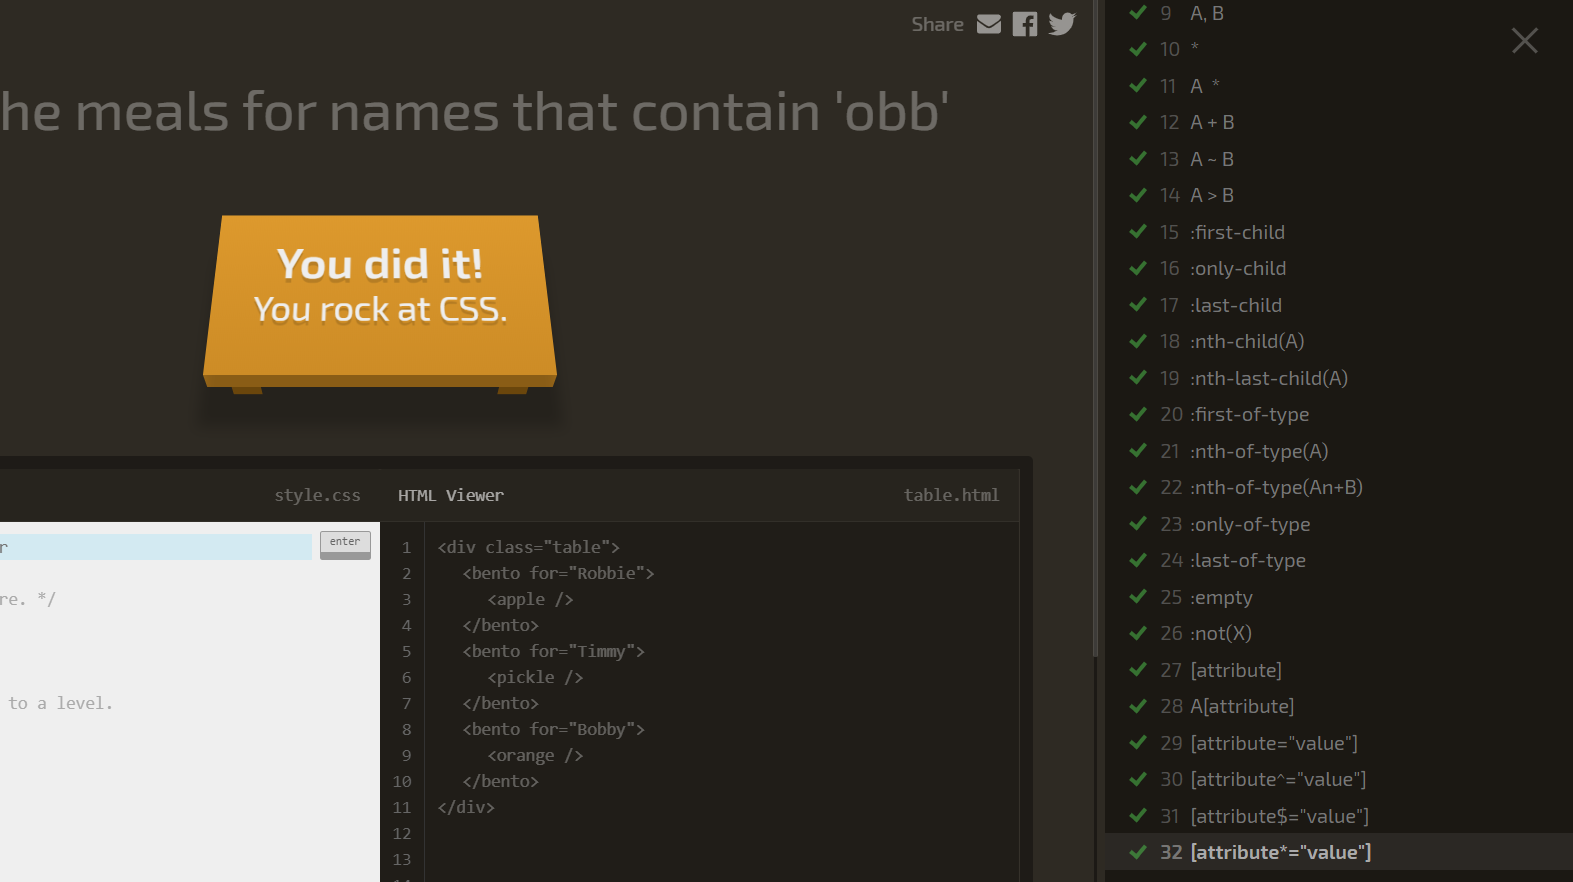 Share
he meals for names that contain 'obb'
You did it!
You rock at CSS.
style.css
HTML Viewer
table.html
r
enter
re. */
to a level.
1 <div class="table">
2 <bento for="Robbie">
3 <apple />
4 </bento>
5 <bento for="Timmy">
6 <pickle />
7 </bento>
8 <bento for="Bobby">
9 <orange />
10 </bento>
11 </div>
12
13
9 A, B
10 *
11 A *
12 A + B
13 A ~ B
14 A > B
15 :first-child
16 :only-child
17 :last-child
18 :nth-child(A)
19 :nth-last-child(A)
20 :first-of-type
21 :nth-of-type(A)
22 :nth-of-type(An+B)
23 :only-of-type
24 :last-of-type
25 :empty
26 :not(X)
27 [attribute]
28 A[attribute]
29 [attribute="value"]
30 [attribute^="value"]
31 [attribute$="value"]
32 [attribute*="value"]